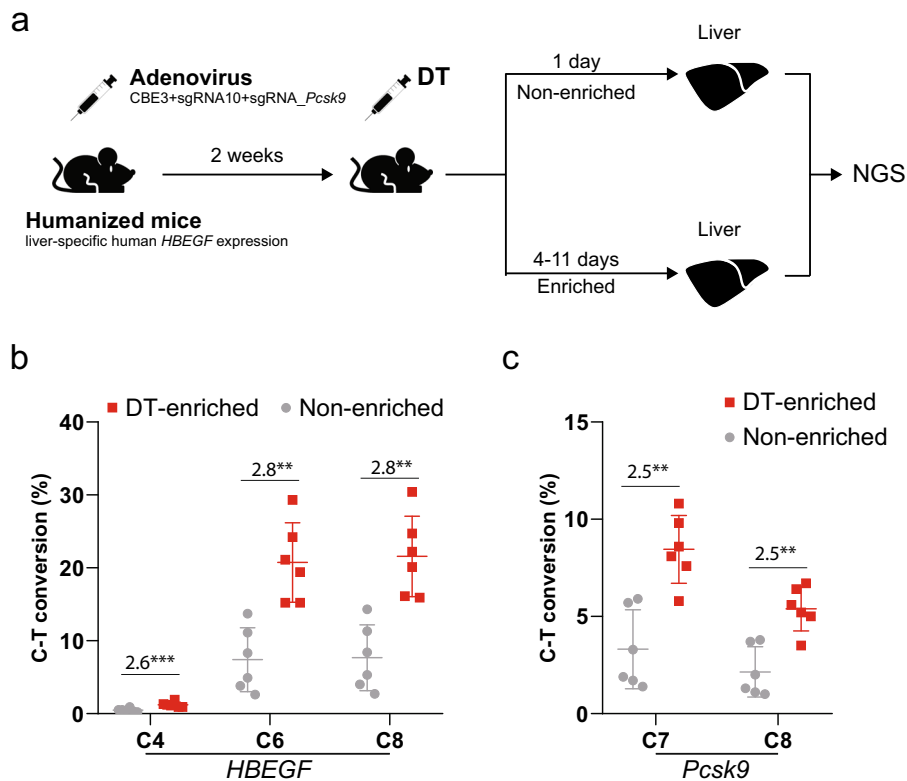 a
Adenovirus
CBE3+sgRNA10+sgRNA_Pcsk9
DT
2 weeks
Humanized mice
liver-specific human HBEGF expression
1 day
Non-enriched
Liver
4-11 days
Enriched
Liver
NGS
b
DT-enriched Non-enriched
C-T conversion (%)
40
30
20
10
0
2.6***
2.8**
2.8**
C4 C6 C8
HBEGF
c
DT-enriched
Non-enriched
C-T conversion (%)
15
10
5
0
2.5**
2.5**
C7 C8
Pcsk9